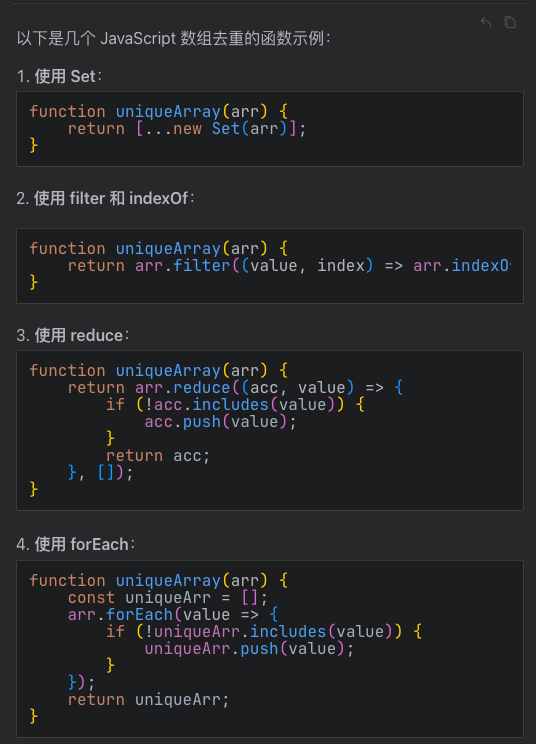 以下是几个 JavaScript 数组去重的函数示例：
1. 使用 Set：
function uniqueArray(arr) {
    return [...new Set(arr)];
}
2. 使用 filter 和 indexOf：
function uniqueArray(arr) {
    return arr.filter((value, index) => arr.indexO
}
3. 使用 reduce：
function uniqueArray(arr) {
    return arr.reduce((acc, value) => {
        if (!acc.includes(value)) {
            acc.push(value);
        }
        return acc;
    }, []);
}
4. 使用 forEach：
function uniqueArray(arr) {
    const uniqueArr = [];
    arr.forEach(value => {
        if (!uniqueArr.includes(value)) {
            uniqueArr.push(value);
        }
    });
    return uniqueArr;
}